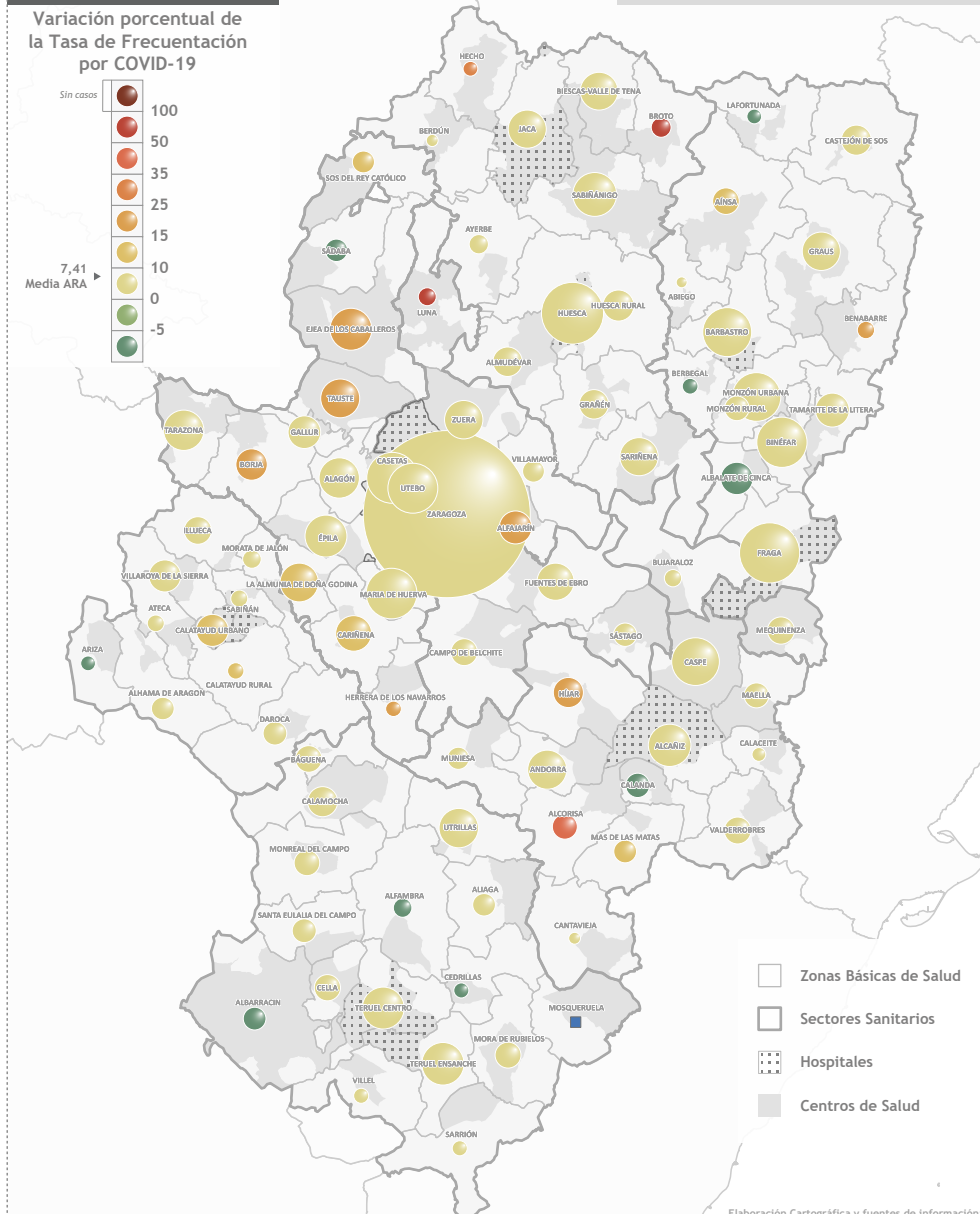 Variación porcentual de
la Tasa de Frecuentación
por COVID-19
Sin casos
100
50
35
25
15
10
0
-5
7,41
Media ARA
HECHO
BIESCAS-VALLE DE TENA
LAFORTUNADA
BROTO
JACA
BERDÚN
CASTEJÓN DE SOS
SOS DEL REY CATÓLICO
SABIÑÁNIGO
AÍNSA
AYERBE
SÁDABA
GRAUS
ABIEGO
HUESCA RURAL
LUNA
HUESCA
BENABARRE
EJEA DE LOS CABALLEROS
BARBASTRO
ALMUDÉVAR
BERBEGAL
MONZÓN URBANA
TAUSTE
GRAÑÉN
MONZÓN RURAL
TAMARITE DE LA LITERA
ZUERA
TARAZONA
GALLUR
BINÉFAR
SARIÑENA
CASETAS
VILLAMAYOR
BORJA
ALAGÓN
ALBALATE DE CINCA
UTEBO
ZARAGOZA
ALFAJARÍN
ILLUECA
ÉPILA
MORATA DE JALÓN
FRAGA
BUJARALOZ
VILLAROYA DE LA SIERRA
LA ALMUNIA DE DOÑA GODINA
FUENTES DE EBRO
MARIA DE HUERVA
ATECA
SABIÑÁN
CALATAYUD URBANO
CARIÑENA
SÁSTAGO
MEQUINENZA
ARIZA
CAMPO DE BELCHITE
CASPE
CALATAYUD RURAL
ALHAMA DE ARAGÓN
HERRERA DE LOS NAVARROS
HÍJAR
MAELLA
DAROCA
ALCAÑIZ
CALACEITE
BÁGUENA
MUNIESA
ANDORRA
CALANDA
CALAMOCHA
ALCORISA
UTRILLAS
MAS DE LAS MATAS
VALDERROBRES
MONREAL DEL CAMPO
ALFAMBRA
ALIAGA
SANTA EULALIA DEL CAMPO
CANTAVIEJA
CEDRILLAS
CELLA
ALBARRACIN
TERUEL CENTRO
MOSQUERUELA
MORA DE RUBIELOS
TERUEL ENSANCHE
VILLEL
SARRIÓN
Zonas Básicas de Salud
Sectores Sanitarios
Hospitales
Centros de Salud
Elaboración Cartográfica y fuentes de información